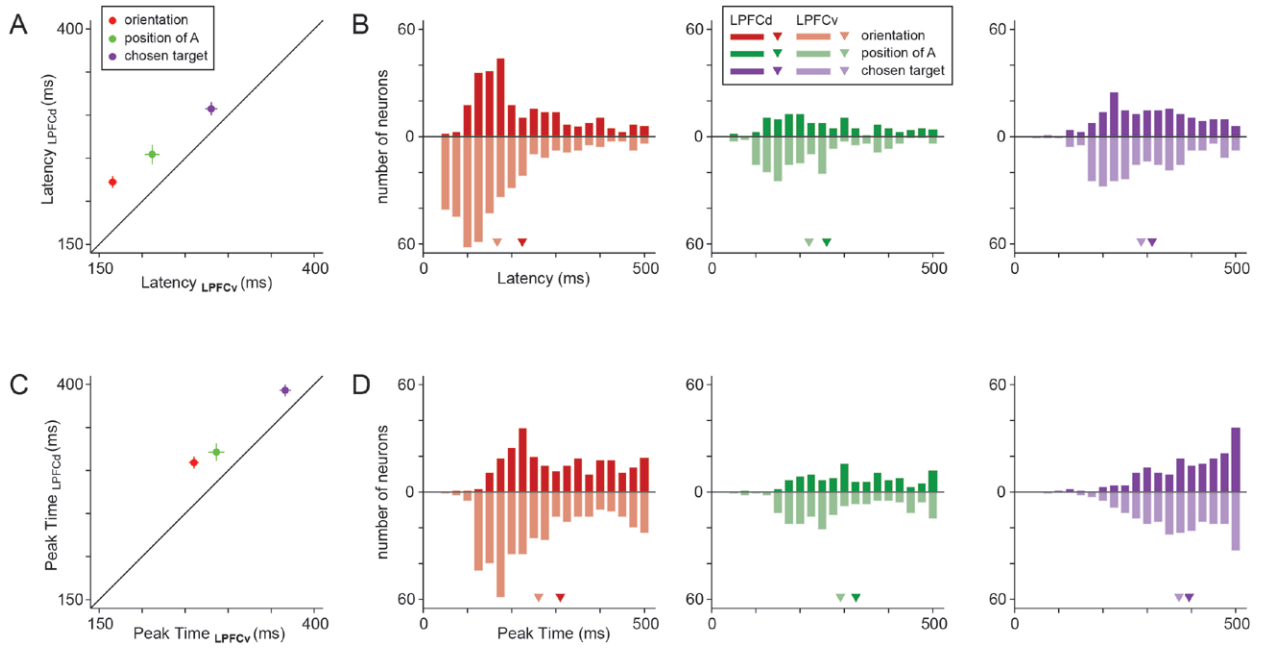 A
400
orientation
position of A
chosen target
Latency LPFCd (ms)
150
150
400
Latency LPFCv (ms)
B
60
number of neurons
0
60
0
500
Latency (ms)
60
0
60
0
500
LPFCd LPFCv
orientation
position of A
chosen target
60
0
60
0
500
C
400
Peak Time LPFCd (ms)
150
150
400
Peak Time LPFCv (ms)
D
60
number of neurons
0
60
0
500
Peak Time (ms)
60
0
60
0
500
60
0
60
0
500